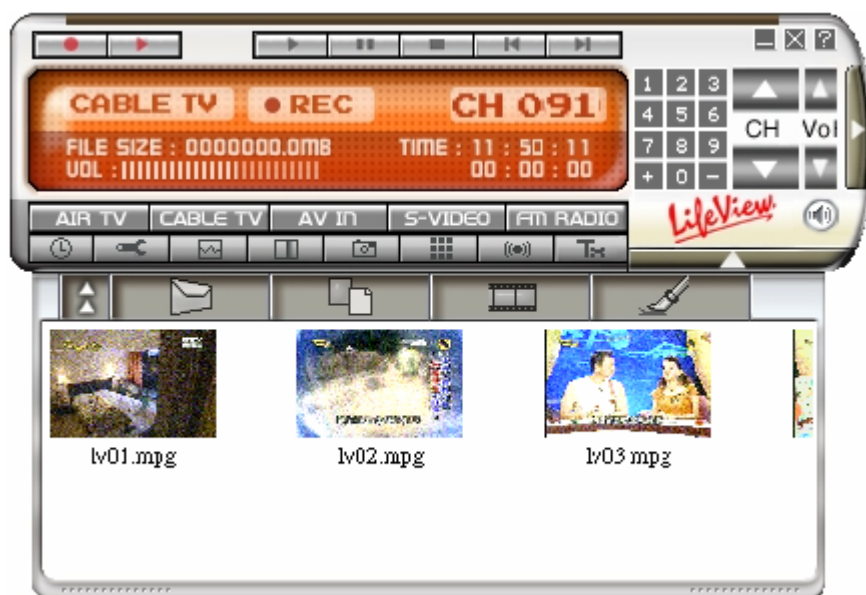 CABLE TV
● REC
CH 091
FILE SIZE : 0000000.0MB
TIME : 11 : 50 : 11
VOL :
00 : 00 : 00
1 2 3
4 5 6
7 8 9
+ 0 −
CH
Vol
?
AIR TV
CABLE TV
AV IN
S-VIDEO
FM RADIO
LifeView
lv01.mpg
lv02.mpg
lv03 mpg